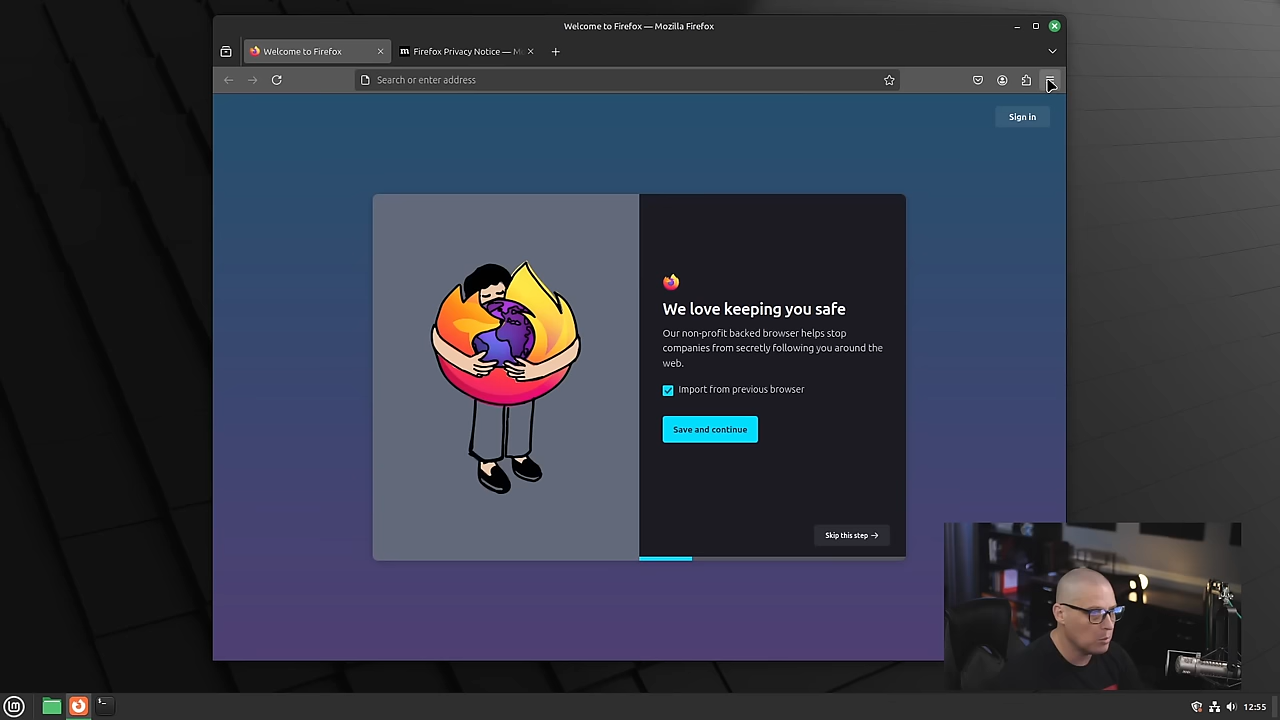 Welcome to Firefox — Mozilla Firefox
Welcome to Firefox
Firefox Privacy Notice — M
Search or enter address
Sign in
We love keeping you safe
Our non-profit backed browser helps stop
companies from secretly following you around the
web.
Import from previous browser
Save and continue
Skip this step →
12:55